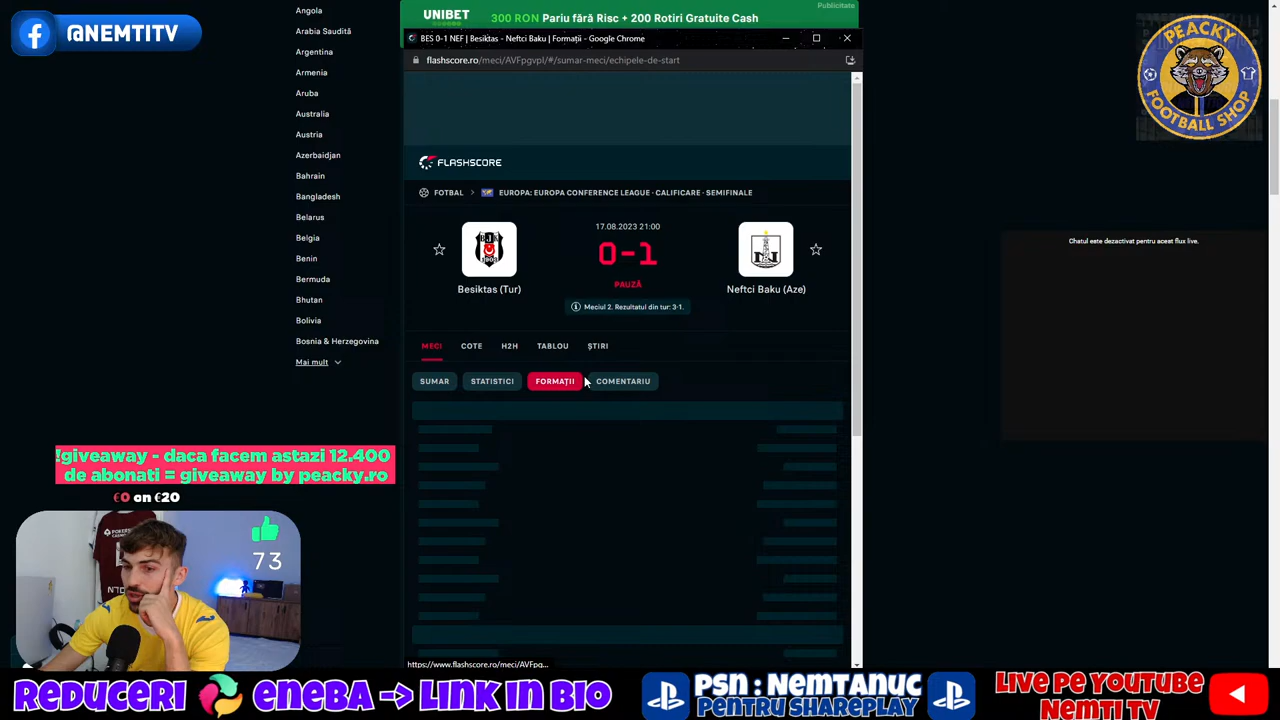 @NEMTITV
Angola
Arabia Saudită
Argentina
Armenia
Aruba
Australia
Austria
Azerbaidjan
Bahrain
Bangladesh
Belarus
Belgia
Benin
Bermuda
Bhutan
Bolivia
Bosnia & Herzegovina
Mai mult
Publicitate
UNIBET
300 RON Pariu fără Risc + 200 Rotiri Gratuite Cash
BES 0-1 NEF | Besiktas - Neftci Baku | Formații - Google Chrome
flashscore.ro/meci/AVFpgvpl/#/sumar-meci/echipele-de-start
FLASHSCORE
FOTBAL > EUROPA: EUROPA CONFERENCE LEAGUE - CALIFICARE - SEMIFINALE
17.08.2023 21:00
BJK
0-1
PAUZĂ
Besiktas (Tur)
Neftci Baku (Aze)
Meciul 2. Rezultatul din tur: 3-1.
MECI COTE H2H TABLOU ȘTIRI
SUMAR STATISTICI FORMAȚII COMENTARIU
https://www.flashscore.ro/meci/AVFpg...
PEACKY
FOOTBALL SHOP
Chatul este dezactivat pentru acest flux live.
!giveaway - daca facem astazi 12.400
de abonati = giveaway by peacky.ro
€0 on €20
73
REDUCERI ENEBA -> LINK IN BIO
PSN : NEMTANUC
PENTRU SHAREPLAY
LIVE PE YOUTUBE
NEMTI TV